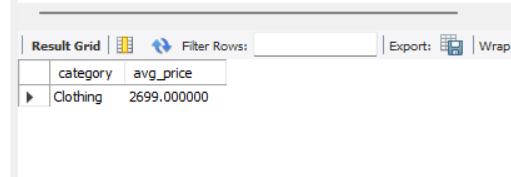 Result Grid Filter Rows: Export: Wrap
category avg_price
Clothing 2699.000000